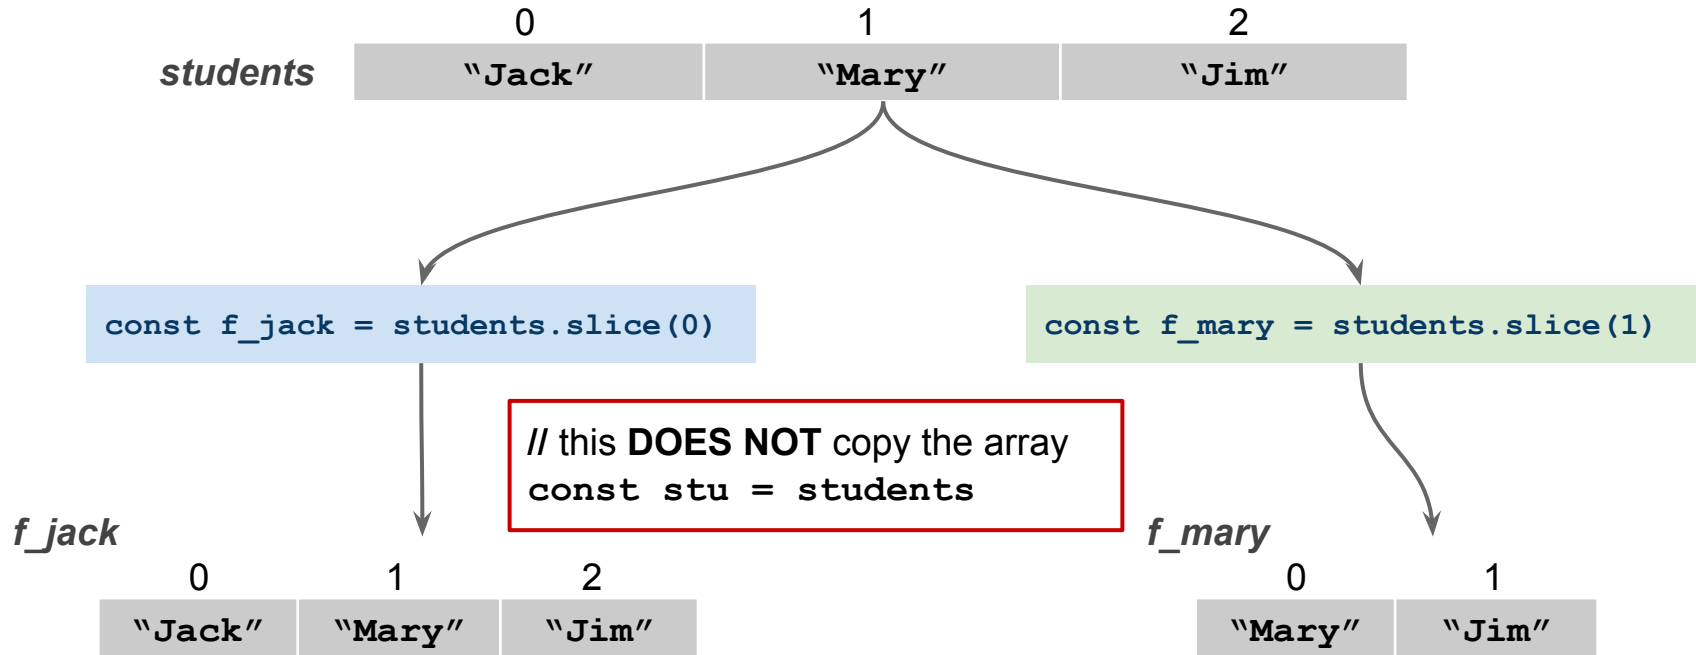 0 1 2
students “Jack” “Mary” “Jim”
const f_jack = students.slice(0)
const f_mary = students.slice(1)
// this DOES NOT copy the array
const stu = students
f_jack
0 1 2
“Jack” “Mary” “Jim”
f_mary
0 1
“Mary” “Jim”